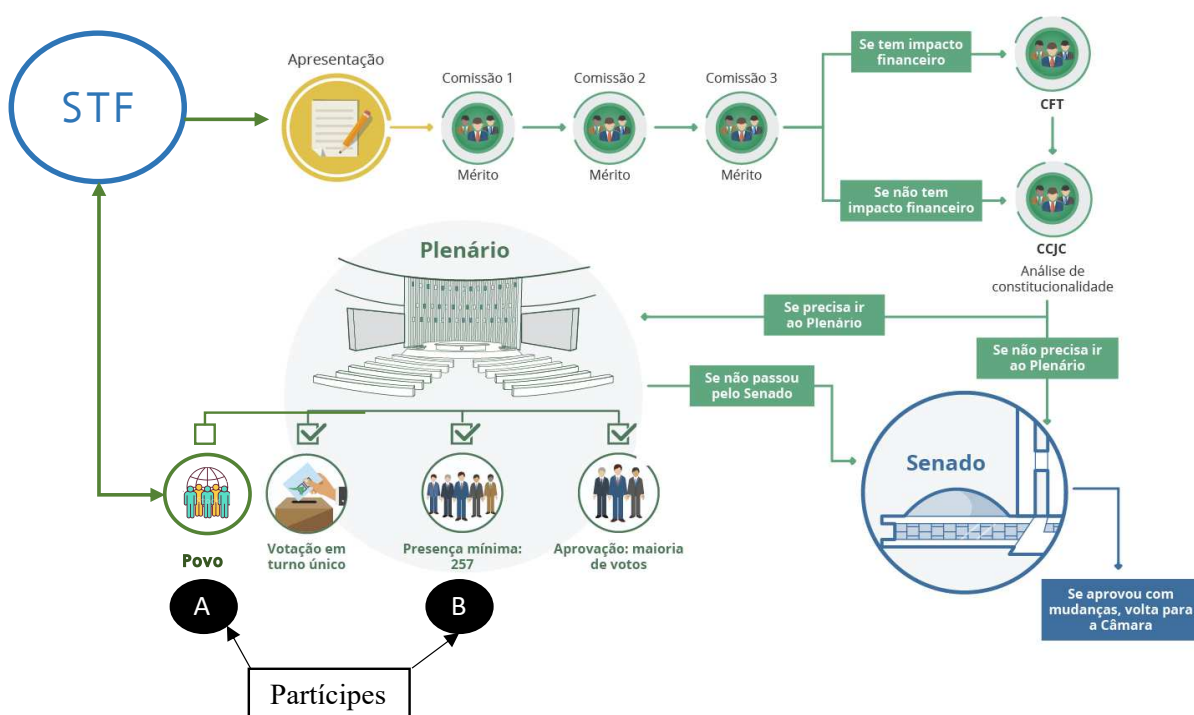 STF
Apresentação
Comissão 1
Mérito
Comissão 2
Mérito
Comissão 3
Mérito
Se tem impacto
financeiro
CFT
Se não tem
impacto financeiro
CCJC
Análise de
constitucionalidade
Plenário
Se precisa ir
ao Plenário
Se não precisa ir
ao Plenário
Se não passou
pelo Senado
Senado
Povo
Votação em
turno único
Presença mínima:
257
Aprovação: maioria
de votos
Se aprovou com
mudanças, volta para
a Câmara
A
B
Partícipes